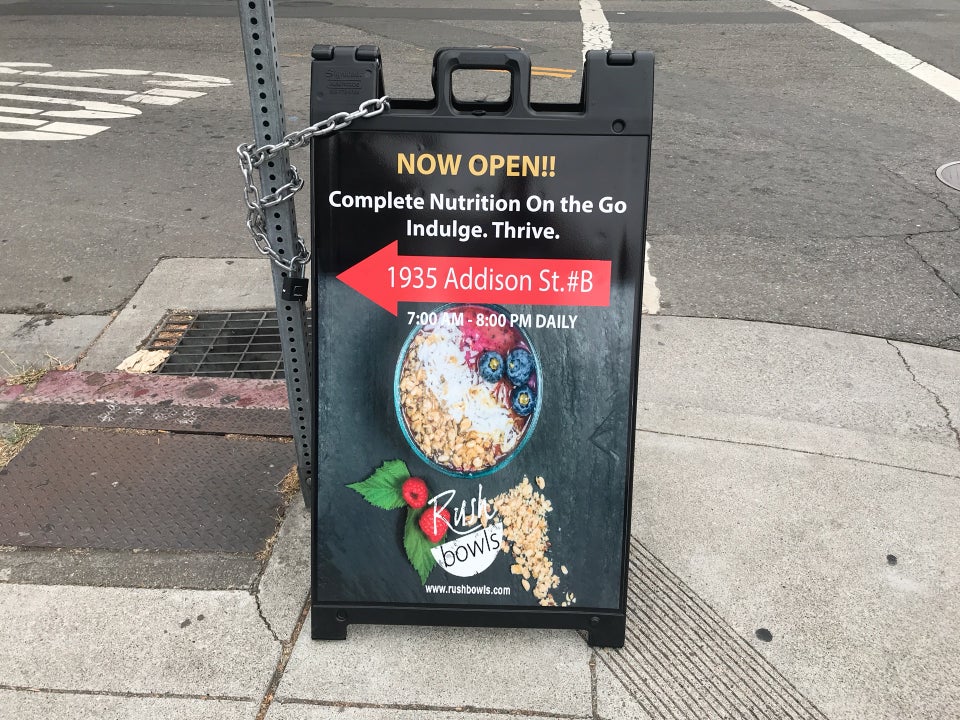 NOW OPEN!!
Complete Nutrition On the Go
Indulge. Thrive.
1935 Addison St.#B
7:00 AM - 8:00 PM DAILY
Rush
bowls
www.rushbowls.com